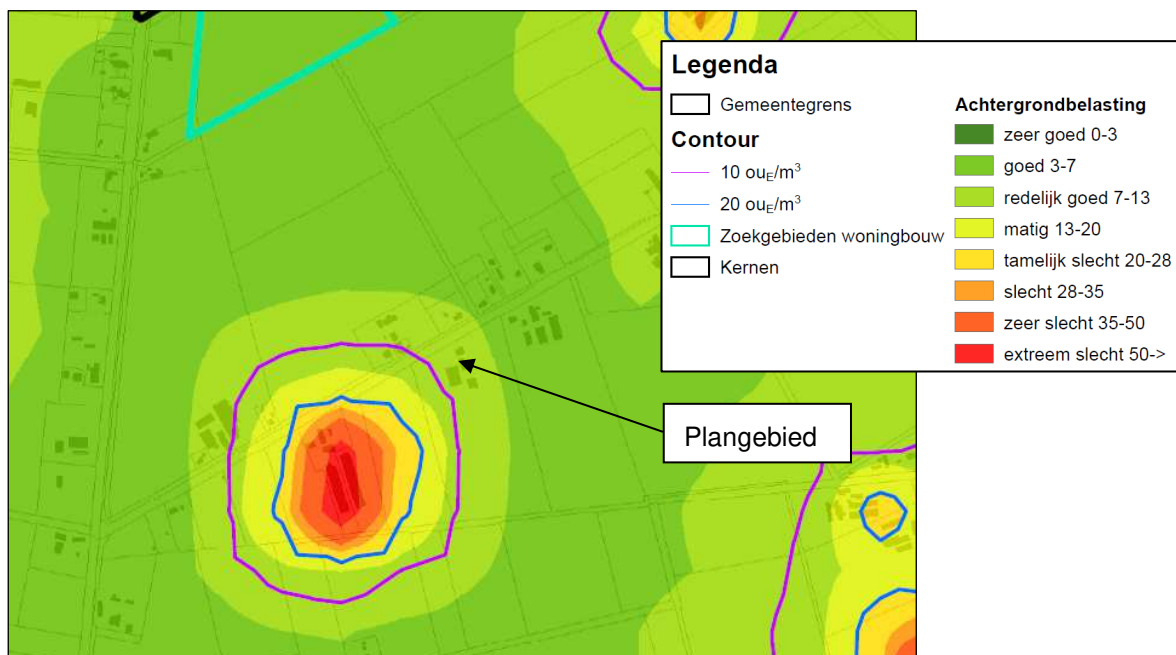 Legenda
Gemeentegrens
Contour
10 ouE/m³
20 ouE/m³
Zoekgebieden woningbouw
Kernen
Achtergrondbelasting
zeer goed 0-3
goed 3-7
redelijk goed 7-13
matig 13-20
tamelijk slecht 20-28
slecht 28-35
zeer slecht 35-50
extreem slecht 50->
Plangebied